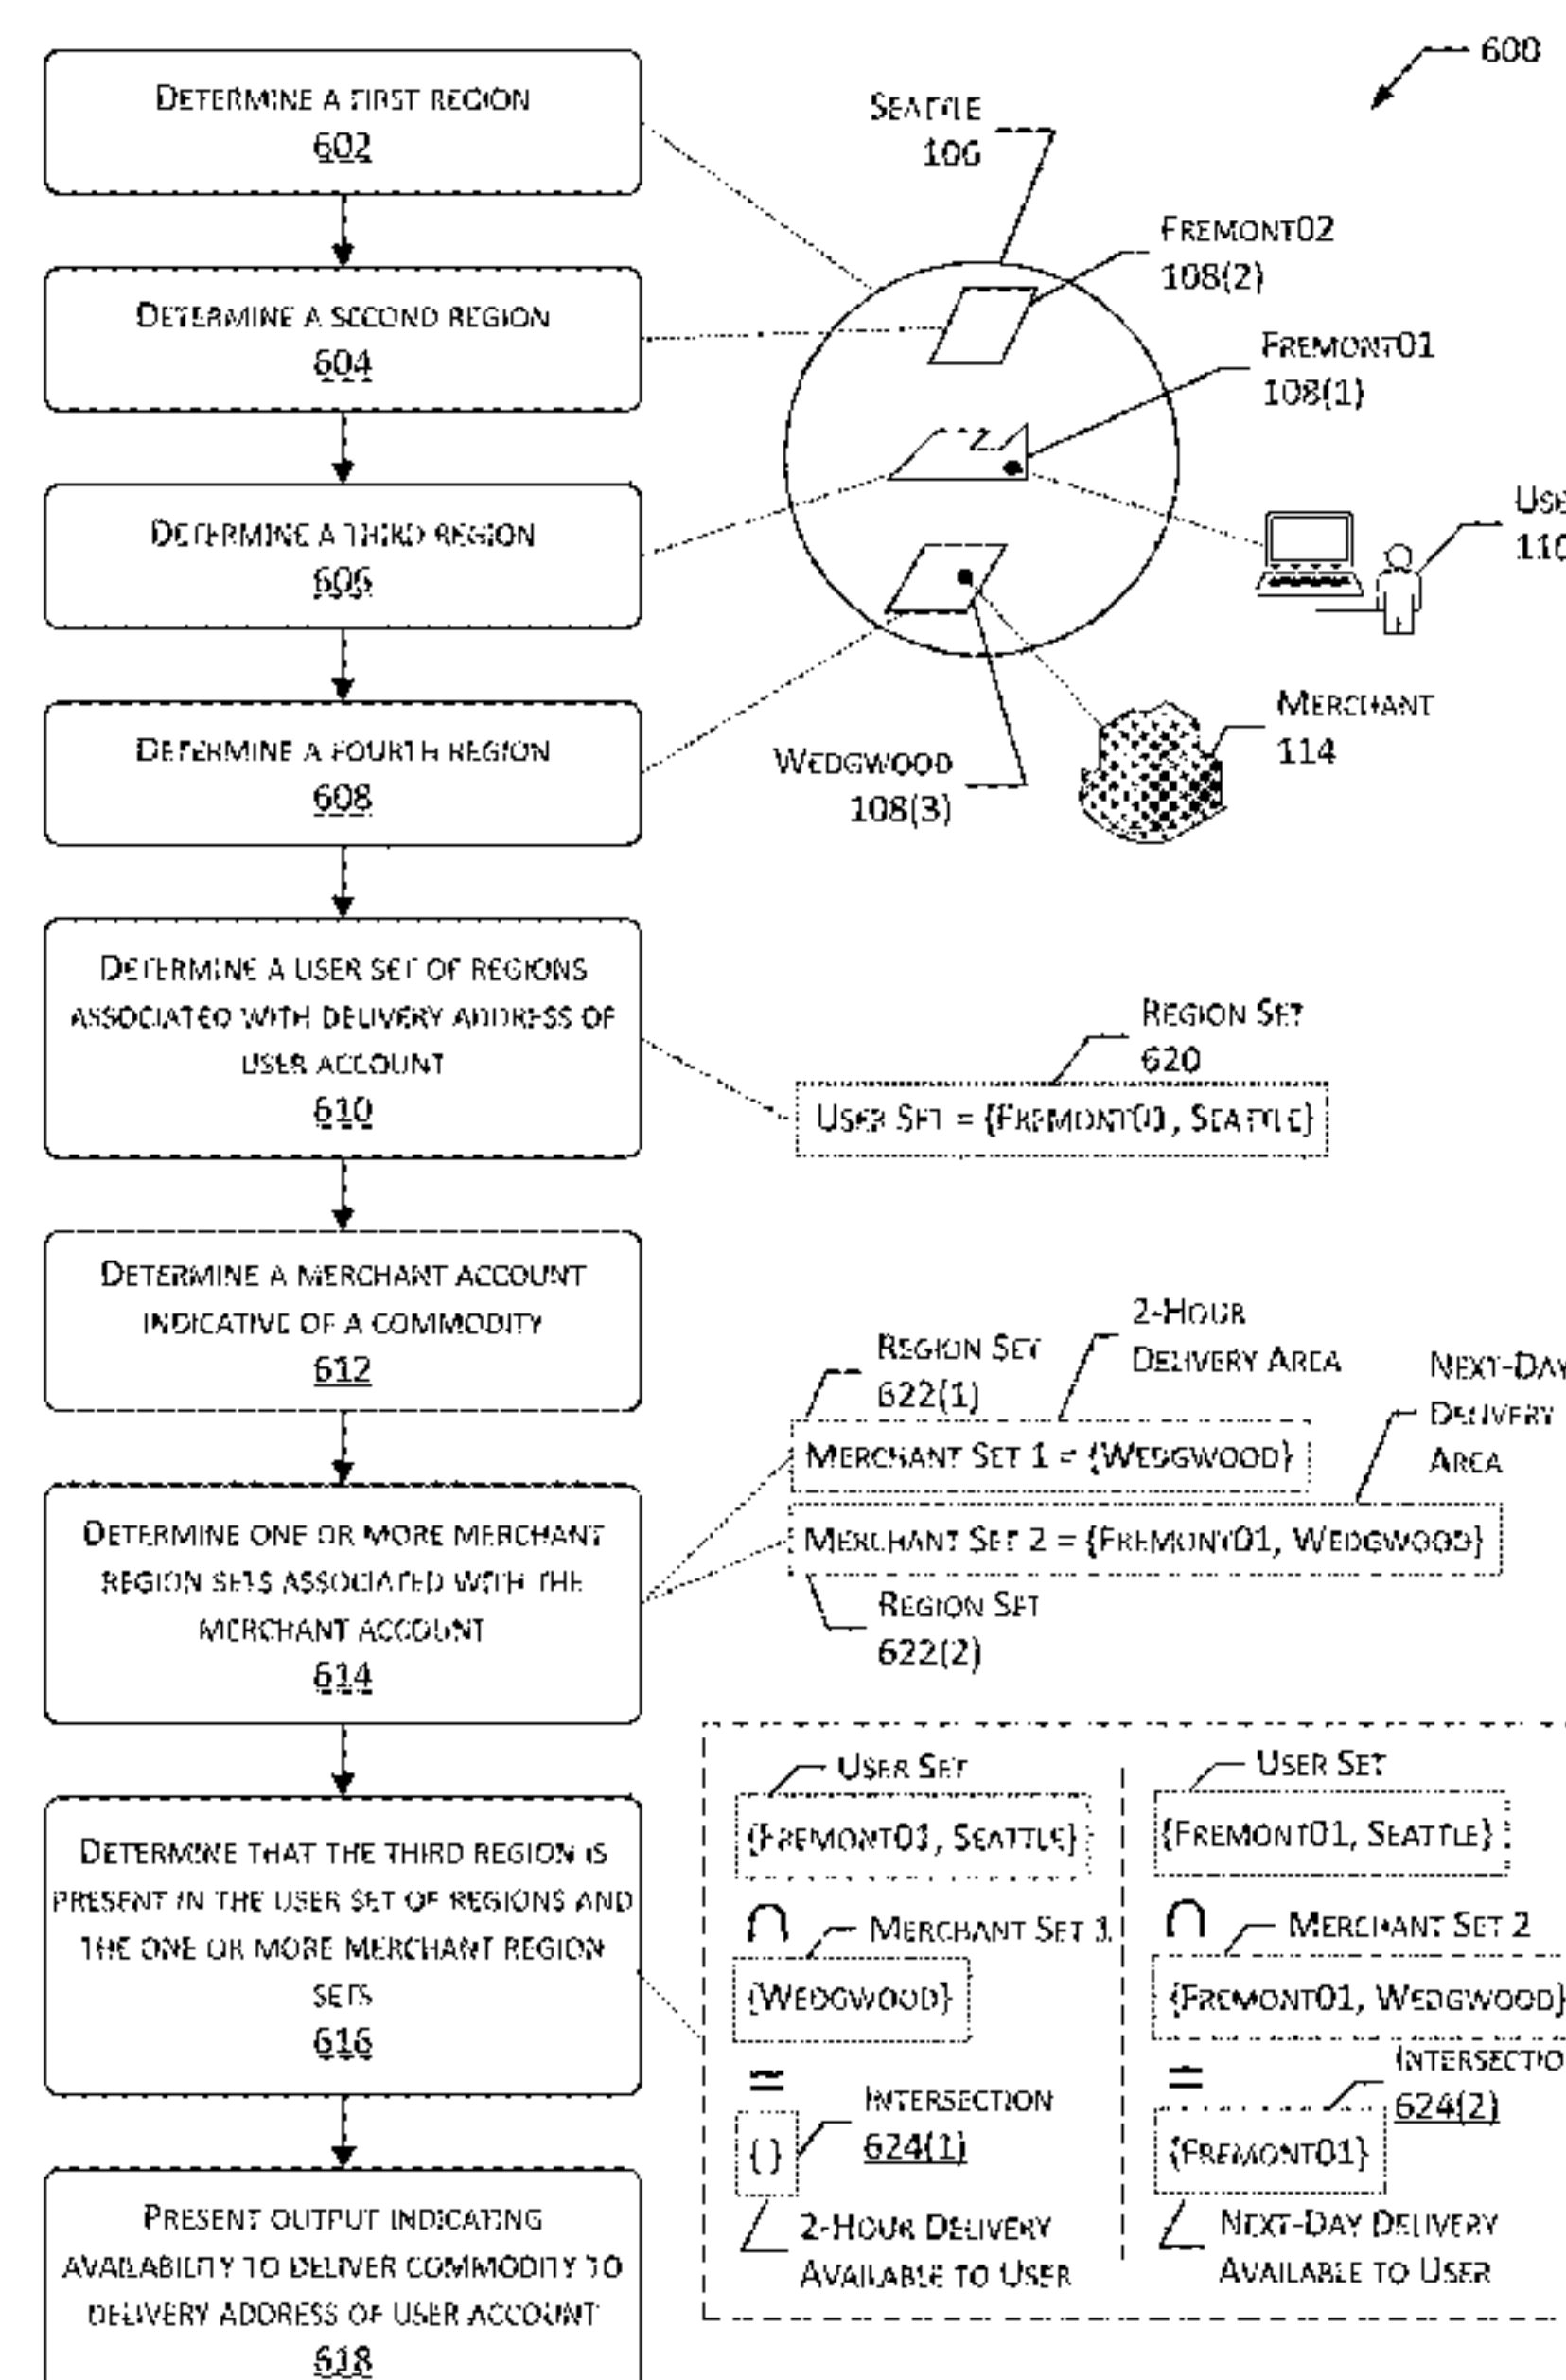 DETERMINE A FIRST REGION
602
DETERMINE A SECOND REGION
604
DETERMINE A THIRD REGION
606
DETERMINE A FOURTH REGION
608
DETERMINE A USER SET OF REGIONS
ASSOCIATED WITH DELIVERY ADDRESS OF
USER ACCOUNT
610
DETERMINE A MERCHANT ACCOUNT
INDICATIVE OF A COMMODITY
612
DETERMINE ONE OR MORE MERCHANT
REGION SETS ASSOCIATED WITH THE
MERCHANT ACCOUNT
614
DETERMINE THAT THE THIRD REGION IS
PRESENT IN THE USER SET OF REGIONS AND
THE ONE OR MORE MERCHANT REGION
SETS
616
PRESENT OUTPUT INDICATING
AVAILABILITY TO DELIVER COMMODITY TO
DELIVERY ADDRESS OF USER ACCOUNT
618
600
SEATTLE
106
FREMONT02
108(2)
FREMONT01
108(1)
USE
110
MERCHANT
114
WEDGWOOD
108(3)
REGION SET
620
USER SET = {FREMONT01, SEATTLE}
2-HOUR
DELIVERY AREA
REGION SET
622(1)
NEXT-DAY
DELIVERY
AREA
MERCHANT SET 1 = {WEDGWOOD}
MERCHANT SET 2 = {FREMONT01, WEDGWOOD}
REGION SET
622(2)
USER SET
{FREMONT01, SEATTLE}
∩
MERCHANT SET 1
{WEDGWOOD}
=
INTERSECTION
624(1)
{ }
2-HOUR DELIVERY
AVAILABLE TO USER
USER SET
{FREMONT01, SEATTLE}
∩
MERCHANT SET 2
{FREMONT01, WEDGWOOD}
=
INTERSECTIO
624(2)
{FREMONT01}
NEXT-DAY DELIVERY
AVAILABLE TO USER